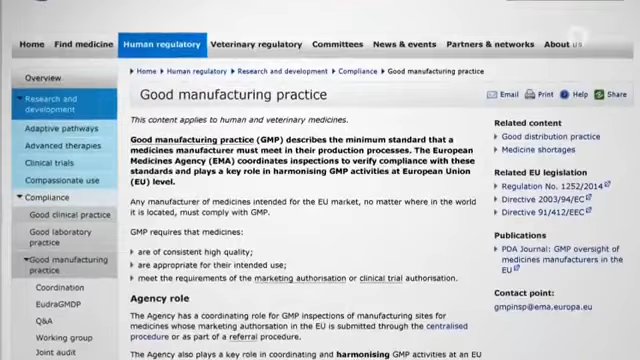 Home Find medicine Human regulatory Veterinary regulatory Committees News & events Partners & networks About us
Overview
Research and
development
Adaptive pathways
Advanced therapies
Clinical trials
Compassionate use
Compliance
Good clinical practice
Good laboratory
practice
Good manufacturing
practice
Coordination
EudraGMDP
Q&A
Working group
Joint audit
Home Human regulatory Research and development Compliance Good manufacturing practice
Good manufacturing practice
Email Print Help Share
This content applies to human and veterinary medicines.
Good manufacturing practice (GMP) describes the minimum standard that a
medicines manufacturer must meet in their production processes. The European
Medicines Agency (EMA) coordinates inspections to verify compliance with these
standards and plays a key role in harmonising GMP activities at European Union
(EU) level.
Any manufacturer of medicines intended for the EU market, no matter where in the world
it is located, must comply with GMP.
GMP requires that medicines:
are of consistent high quality;
are appropriate for their intended use;
meet the requirements of the marketing authorisation or clinical trial authorisation.
Agency role
The Agency has a coordinating role for GMP inspections of manufacturing sites for
medicines whose marketing authorisation in the EU is submitted through the centralised
procedure or as part of a referral procedure.
The Agency also plays a key role in coordinating and harmonising GMP activities at an EU
Related content
Good distribution practice
Medicine shortages
Related EU legislation
Regulation No. 1252/2014
Directive 2003/94/EC
Directive 91/412/EEC
Publications
PDA Journal: GMP oversight of
medicines manufacturers in the
EU
Contact point:
gmpinsp@ema.europa.eu